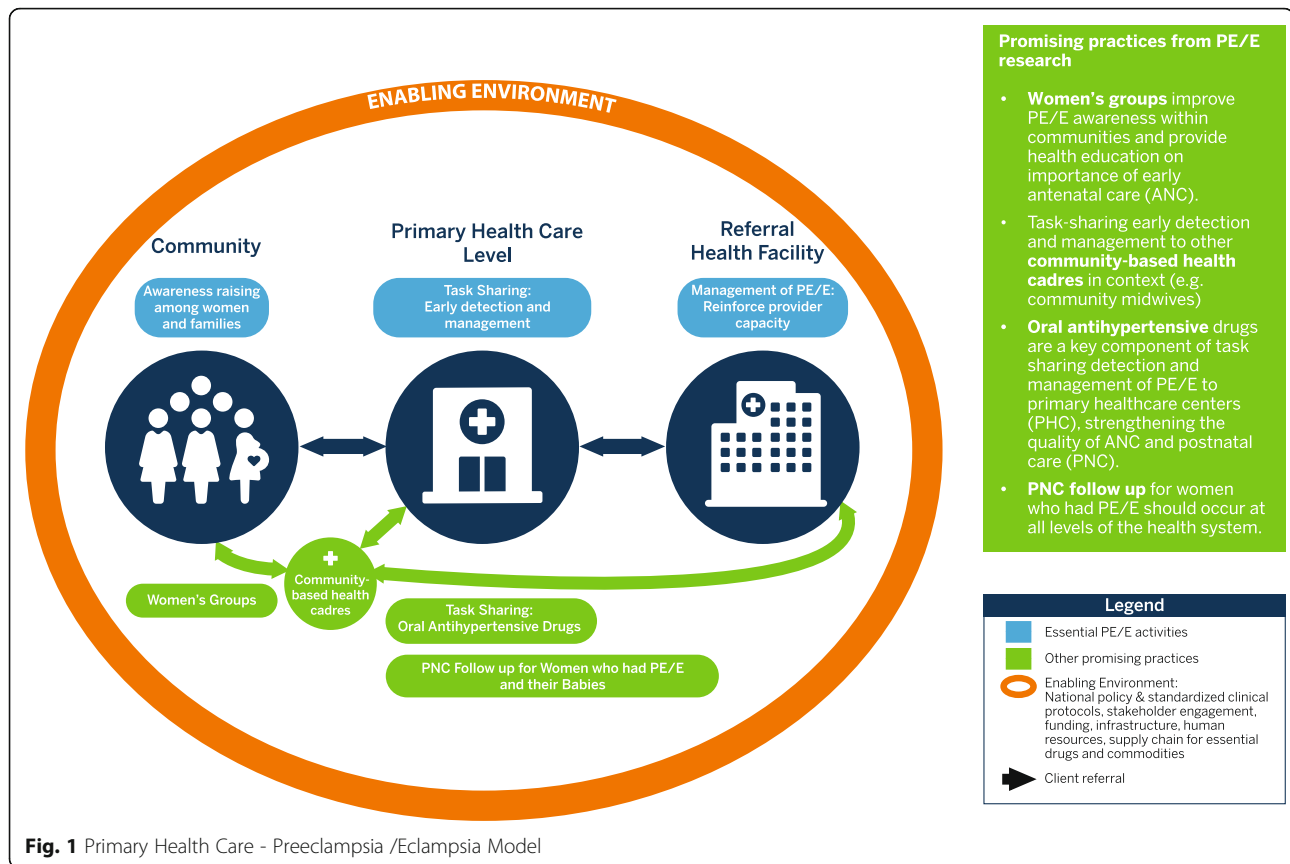 ENABLING ENVIRONMENT
Community
Primary Health Care
Level
Referral
Health Facility
Awareness raising
among women
and families
Task Sharing:
Early detection and
management
Management of PE/E:
Reinforce provider
capacity
Women's Groups
Community-
based health
cadres
Task Sharing:
Oral Antihypertensive Drugs
PNC Follow up for Women who had PE/E
and their Babies
Promising practices from PE/E
research
• Women's groups improve
PE/E awareness within
communities and provide
health education on
importance of early
antenatal care (ANC).
• Task-sharing early detection
and management to other
community-based health
cadres in context (e.g.
community midwives)
• Oral antihypertensive drugs
are a key component of task
sharing detection and
management of PE/E to
primary healthcare centers
(PHC), strengthening the
quality of ANC and postnatal
care (PNC).
• PNC follow up for women
who had PE/E should occur at
all levels of the health system.
Legend
Essential PE/E activities
Other promising practices
Enabling Environment:
National policy & standardized clinical
protocols, stakeholder engagement,
funding, infrastructure, human
resources, supply chain for essential
drugs and commodities
Client referral
Fig. 1 Primary Health Care - Preeclampsia /Eclampsia Model